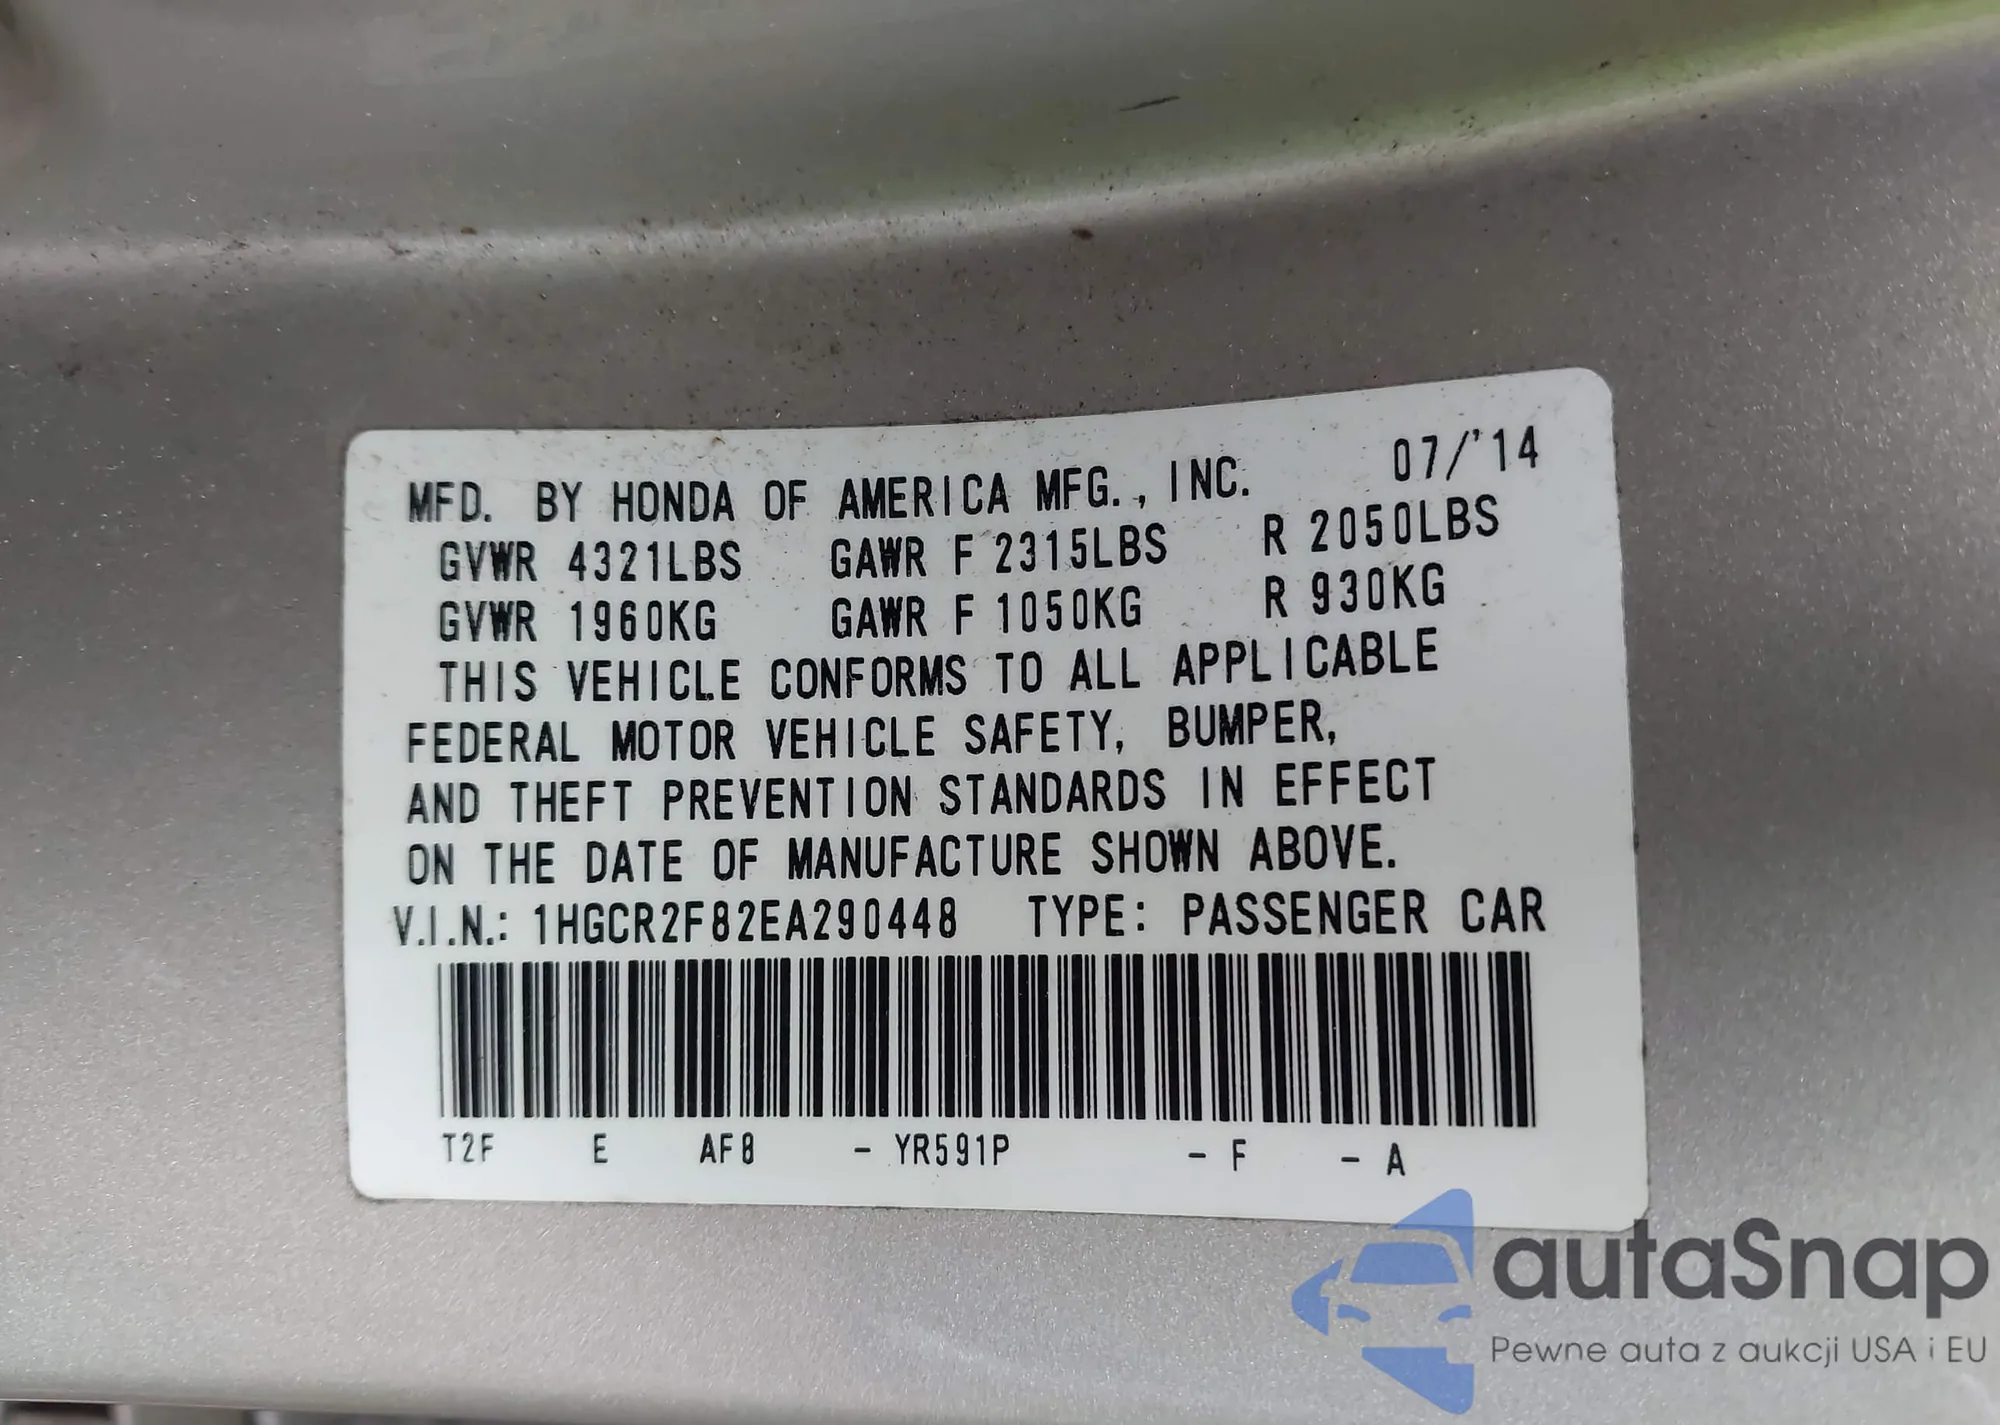 MFD. BY HONDA OF AMERICA MFG., INC. 07/'14
GVWR 4321LBS GAWR F 2315LBS R 2050LBS
GVWR 1960KG GAWR F 1050KG R 930KG
THIS VEHICLE CONFORMS TO ALL APPLICABLE
FEDERAL MOTOR VEHICLE SAFETY, BUMPER,
AND THEFT PREVENTION STANDARDS IN EFFECT
ON THE DATE OF MANUFACTURE SHOWN ABOVE.
V.I.N.: 1HGCR2F82EA290448 TYPE: PASSENGER CAR
T2F E AF8 - YR591P - F - A
autaSnap
Pewne auta z aukcji USA i EU